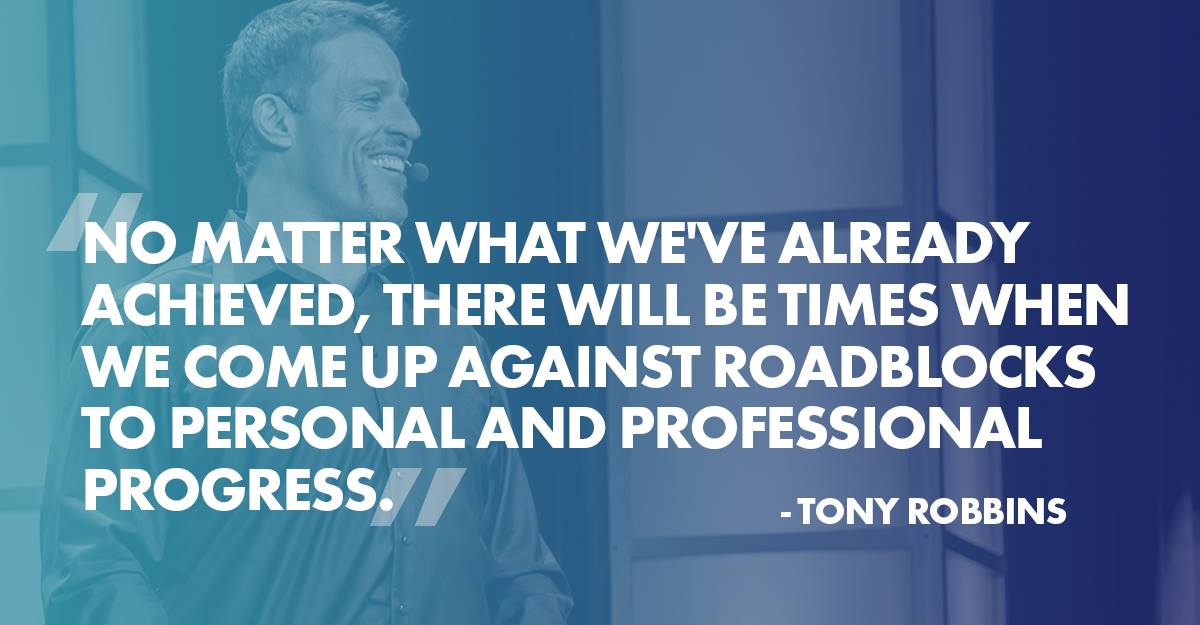 NO MATTER WHAT WE'VE ALREADY
ACHIEVED, THERE WILL BE TIMES WHEN
WE COME UP AGAINST ROADBLOCKS
TO PERSONAL AND PROFESSIONAL
PROGRESS.
- TONY ROBBINS